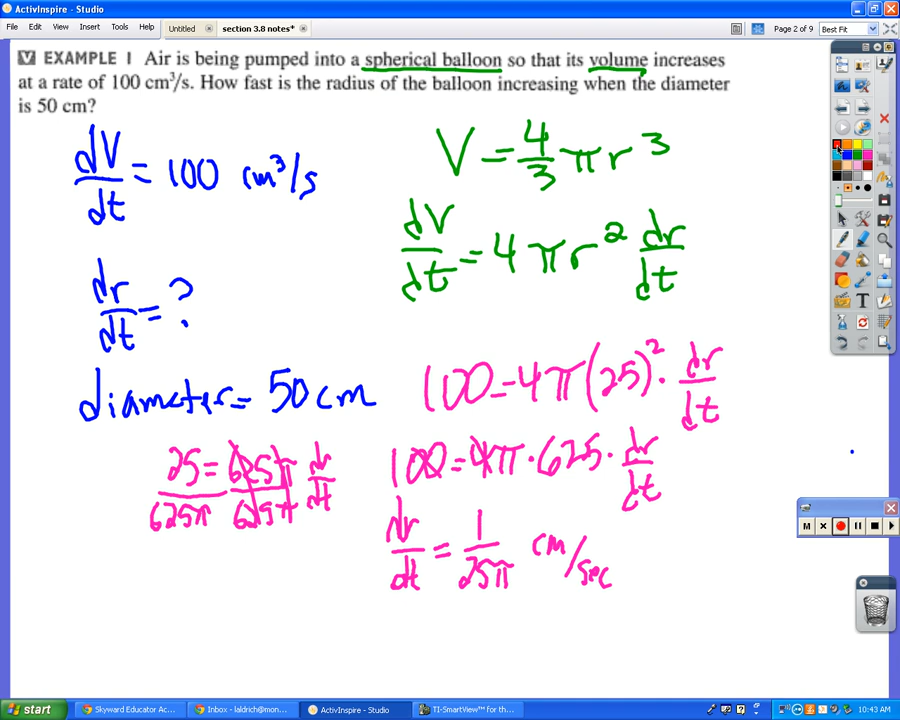 ActivInspire - Studio
File Edit View Insert Tools Help
Untitled
section 3.8 notes*
Page 2 of 9
Best Fit
V EXAMPLE 1 Air is being pumped into a spherical balloon so that its volume increases
at a rate of 100 cm³/s. How fast is the radius of the balloon increasing when the diameter
is 50 cm?
dV/dt = 100 cm³/s
V = 4/3 πr³
dV/dt = 4πr² dr/dt
dr/dt = ?
diameter = 50 cm
100 = 4π(25)² · dr/dt
100 = 4π · 625 · dr/dt
25/625π = 625π/625π dr/dt
dr/dt = 1/25π cm/sec
M
T
start
Skyward Educator Ac...
Inbox - laldrich@mon...
ActivInspire - Studio
TI-SmartView™ for th...
10:43 AM